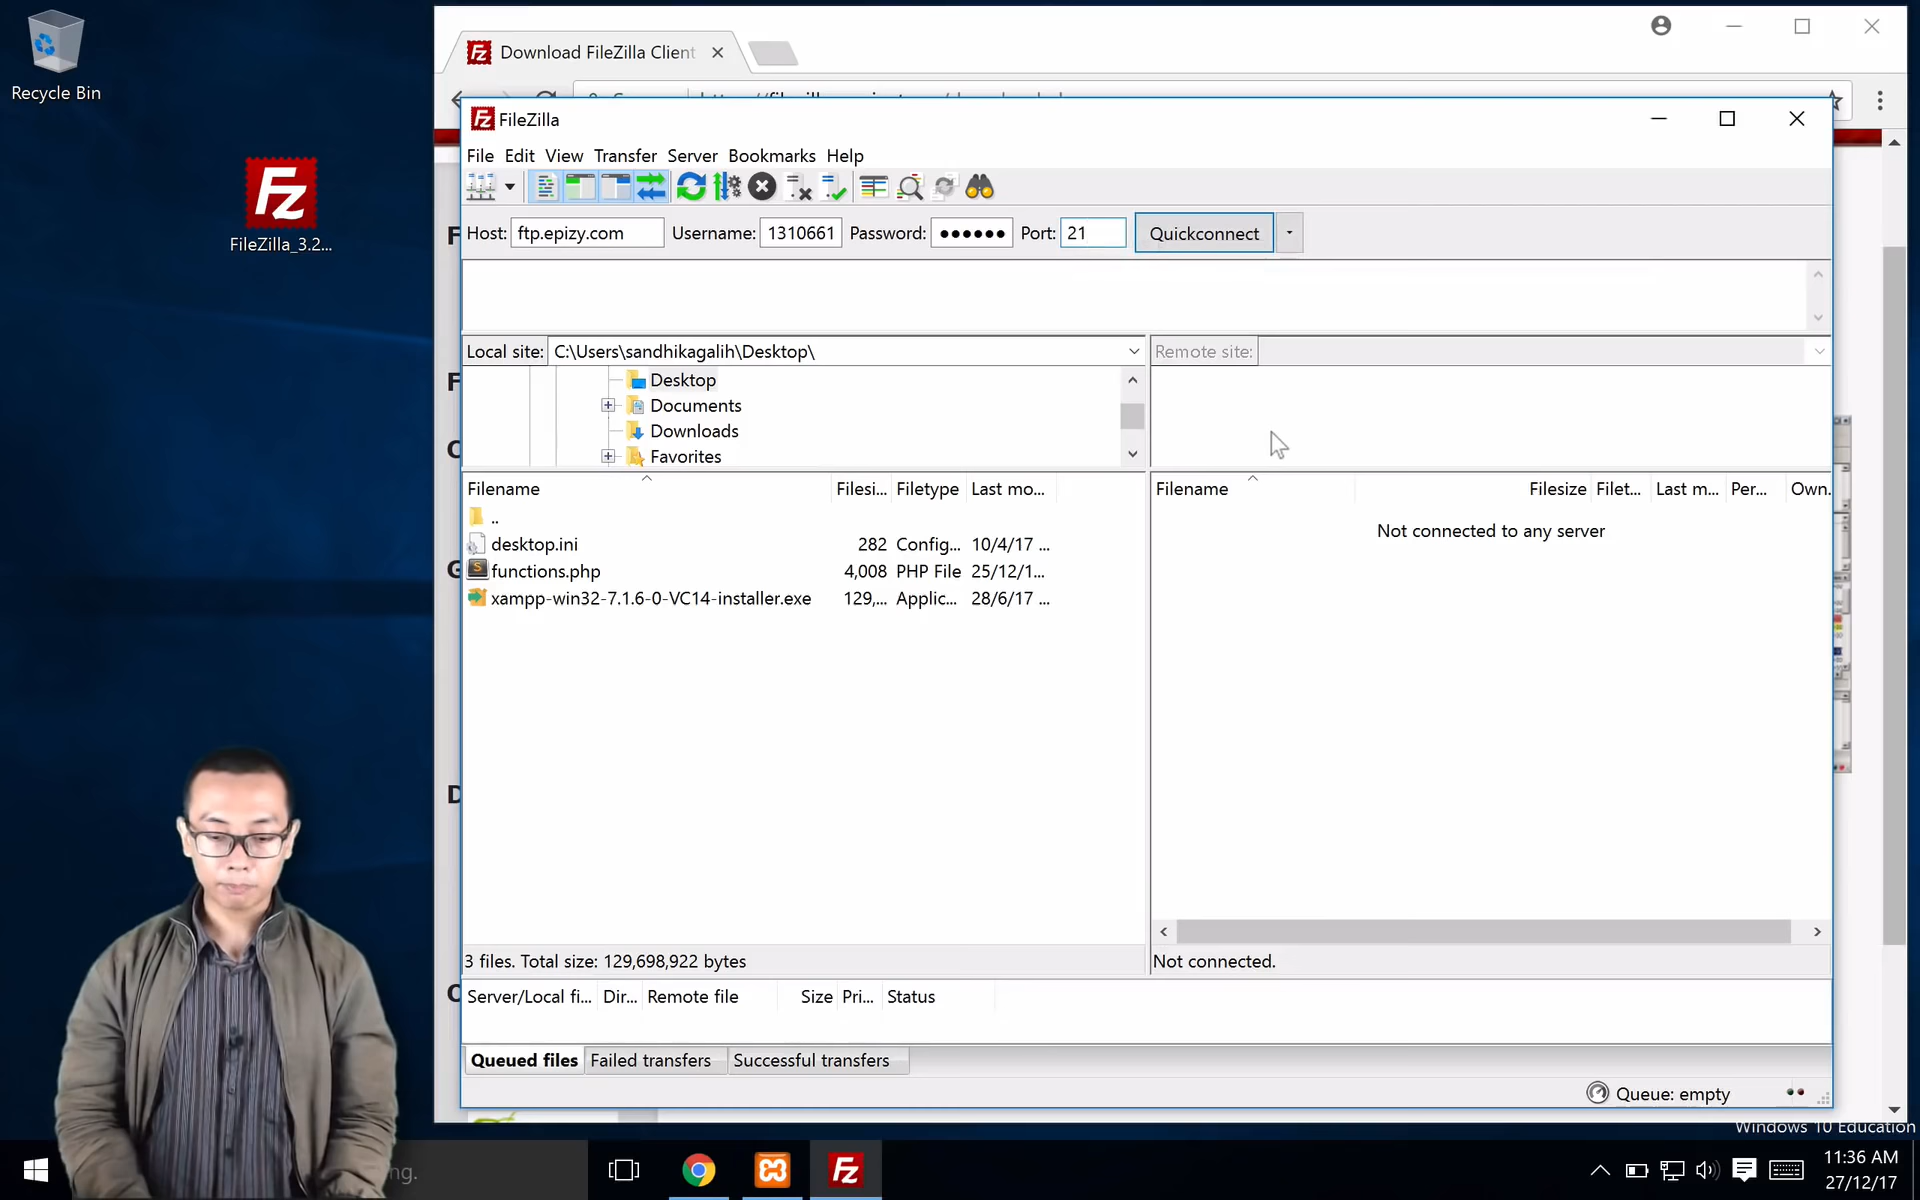 Recycle Bin
FileZilla_3.2...
Download FileZilla Client
FileZilla
File Edit View Transfer Server Bookmarks Help
Host: ftp.epizy.com Username: 1310661 Password: ●●●●●● Port: 21 Quickconnect
Local site: C:\Users\sandhikagalih\Desktop\
Remote site:
Desktop
Documents
Downloads
Favorites
Filename Filesi... Filetype Last mo...
..
desktop.ini 282 Config... 10/4/17 ...
functions.php 4,008 PHP File 25/12/1...
xampp-win32-7.1.6-0-VC14-installer.exe 129,... Applic... 28/6/17 ...
3 files. Total size: 129,698,922 bytes
Filename Filesize Filet... Last m... Per... Own.
Not connected to any server
Not connected.
Server/Local fi... Dir... Remote file Size Pri... Status
Queued files Failed transfers Successful transfers
Queue: empty
Windows 10 Education
ng.
11:36 AM
27/12/17